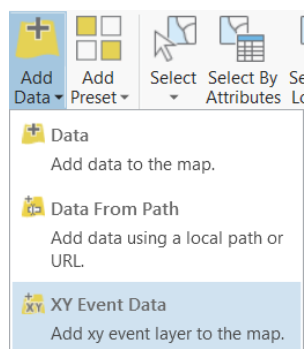 Add Data
Add Preset
Select
Select By Attributes
Data
Add data to the map.
Data From Path
Add data using a local path or
URL.
XY
XY Event Data
Add xy event layer to the map.